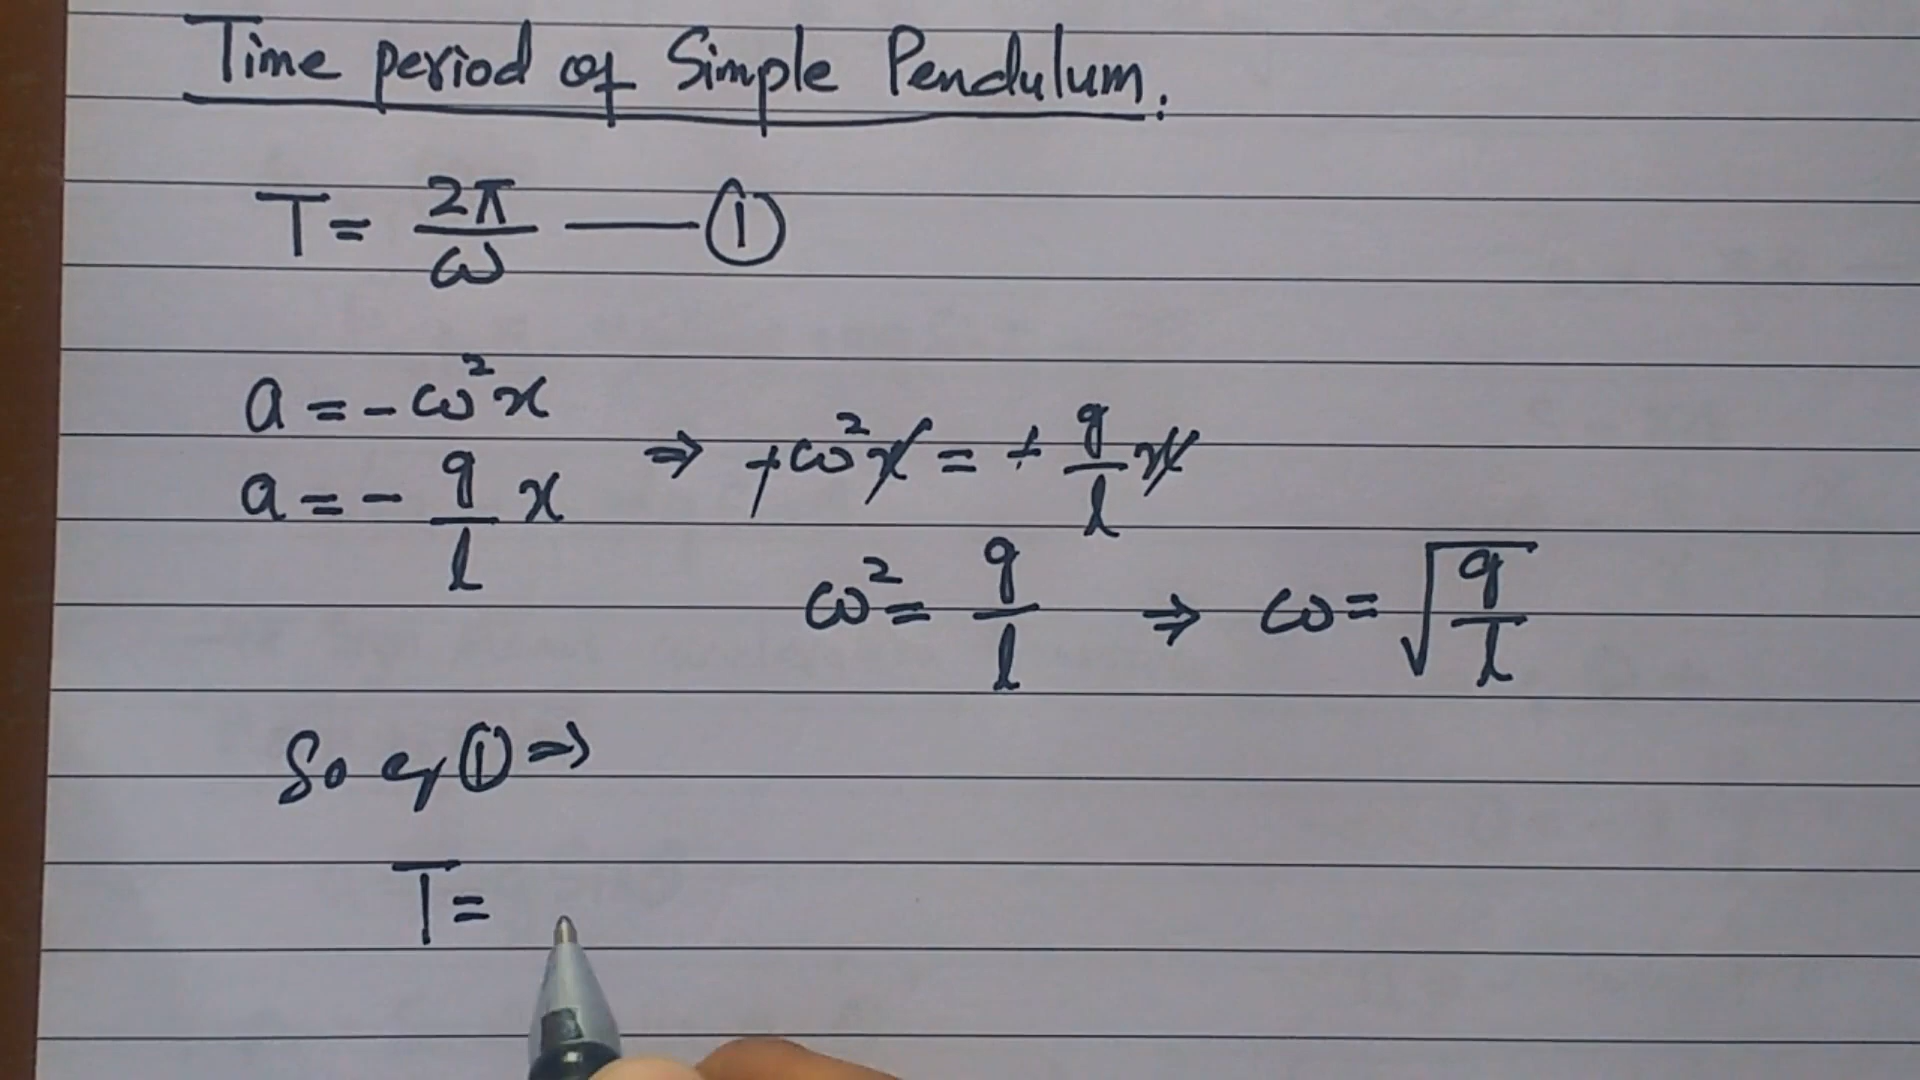 Time period of Simple Pendulum.
T = 2π/ω —— ①
a = -ω²x
a = - g/l x ⇒ +ω²x = + g/l x
ω² = g/l ⇒ ω = √(g/l)
So eq ① ⇒
T =